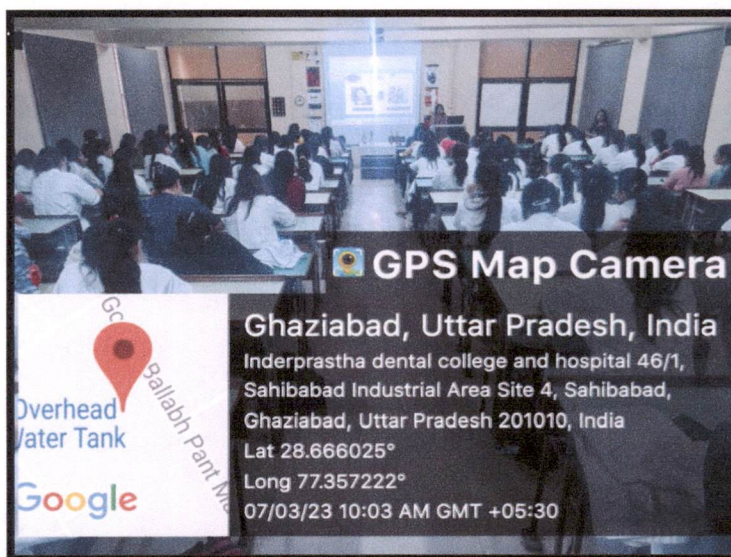 GPS Map Camera
Ghaziabad, Uttar Pradesh, India
Inderprastha dental college and hospital 46/1,
Sahibabad Industrial Area Site 4, Sahibabad,
Ghaziabad, Uttar Pradesh 201010, India
Lat 28.666025°
Long 77.357222°
07/03/23 10:03 AM GMT +05:30
Ballabh Pant
Overhead
Water Tank
Google